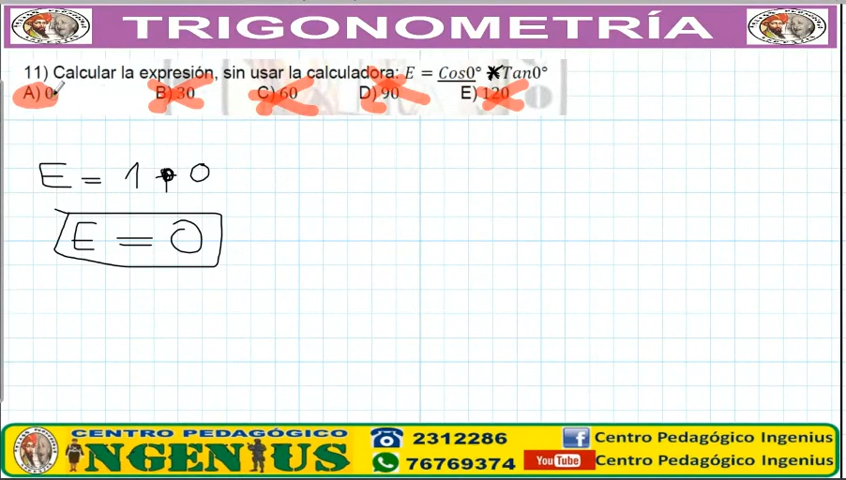 TRIGONOMETRÍA
11) Calcular la expresión, sin usar la calculadora: E = Cos0° * Tan0°
A) 0 B) 30 C) 60 D) 90 E) 120
E = 1 • 0
E = 0
CENTRO PEDAGÓGICO
INGENIUS
2312286
76769374
f Centro Pedagógico Ingenius
YouTube Centro Pedagógico Ingenius